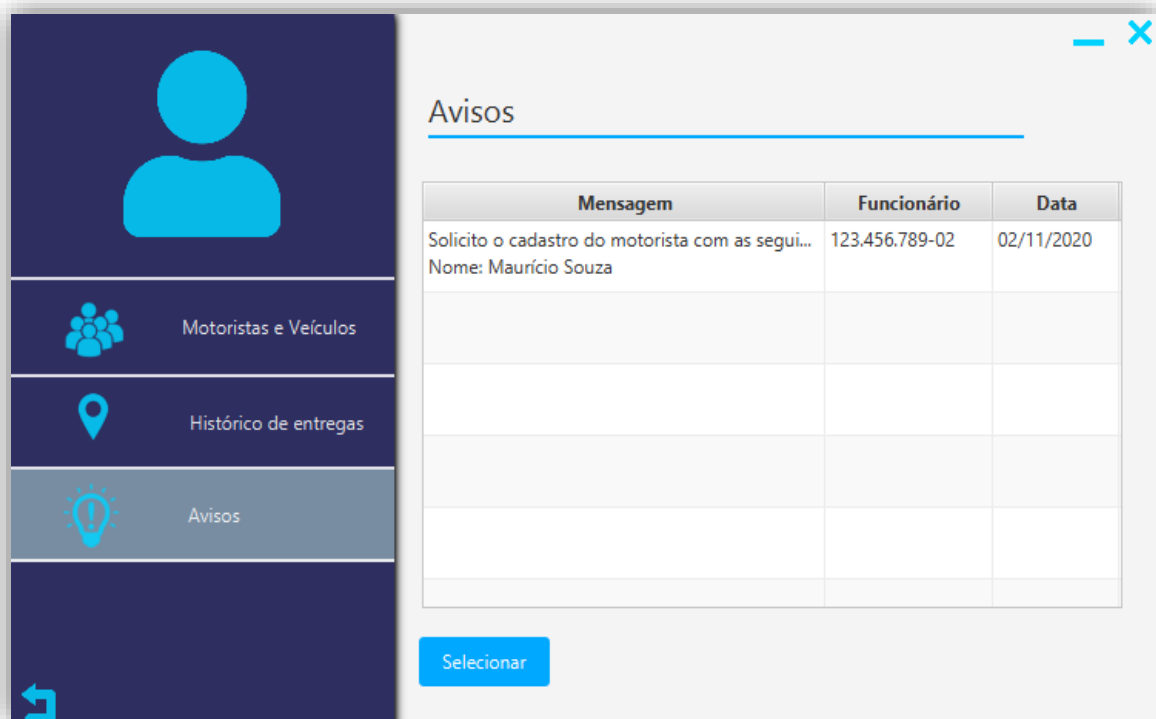 Avisos
Mensagem Funcionário Data
Solicito o cadastro do motorista com as segui... 123.456.789-02 02/11/2020
Nome: Maurício Souza
Motoristas e Veículos
Histórico de entregas
Avisos
Selecionar